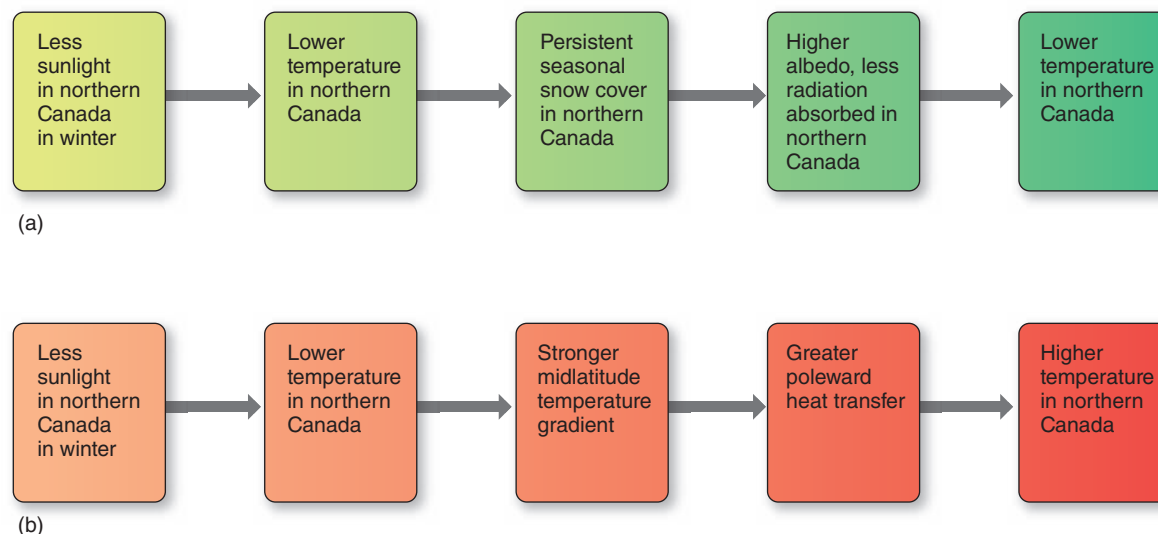 Less
sunlight
in northern
Canada
in winter
Lower
temperature
in northern
Canada
Persistent
seasonal
snow cover
in northern
Canada
Higher
albedo, less
radiation
absorbed in
northern
Canada
Lower
temperature
in northern
Canada
(a)
Less
sunlight
in northern
Canada
in winter
Lower
temperature
in northern
Canada
Stronger
midlatitude
temperature
gradient
Greater
poleward
heat transfer
Higher
temperature
in northern
Canada
(b)